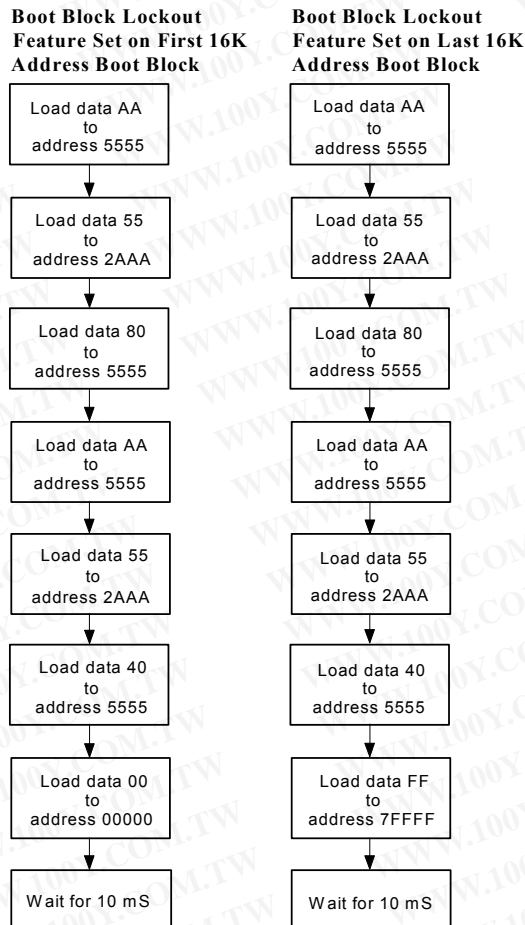 Boot Block Lockout
Feature Set on First 16K
Address Boot Block
Load data AA
to
address 5555
Load data 55
to
address 2AAA
Load data 80
to
address 5555
Load data AA
to
address 5555
Load data 55
to
address 2AAA
Load data 40
to
address 5555
Load data 00
to
address 00000
Wait for 10 mS
Boot Block Lockout
Feature Set on Last 16K
Address Boot Block
Load data AA
to
address 5555
Load data 55
to
address 2AAA
Load data 80
to
address 5555
Load data AA
to
address 5555
Load data 55
to
address 2AAA
Load data 40
to
address 5555
Load data FF
to
address 7FFFF
Wait for 10 mS
WWW.100Y.COM.TW